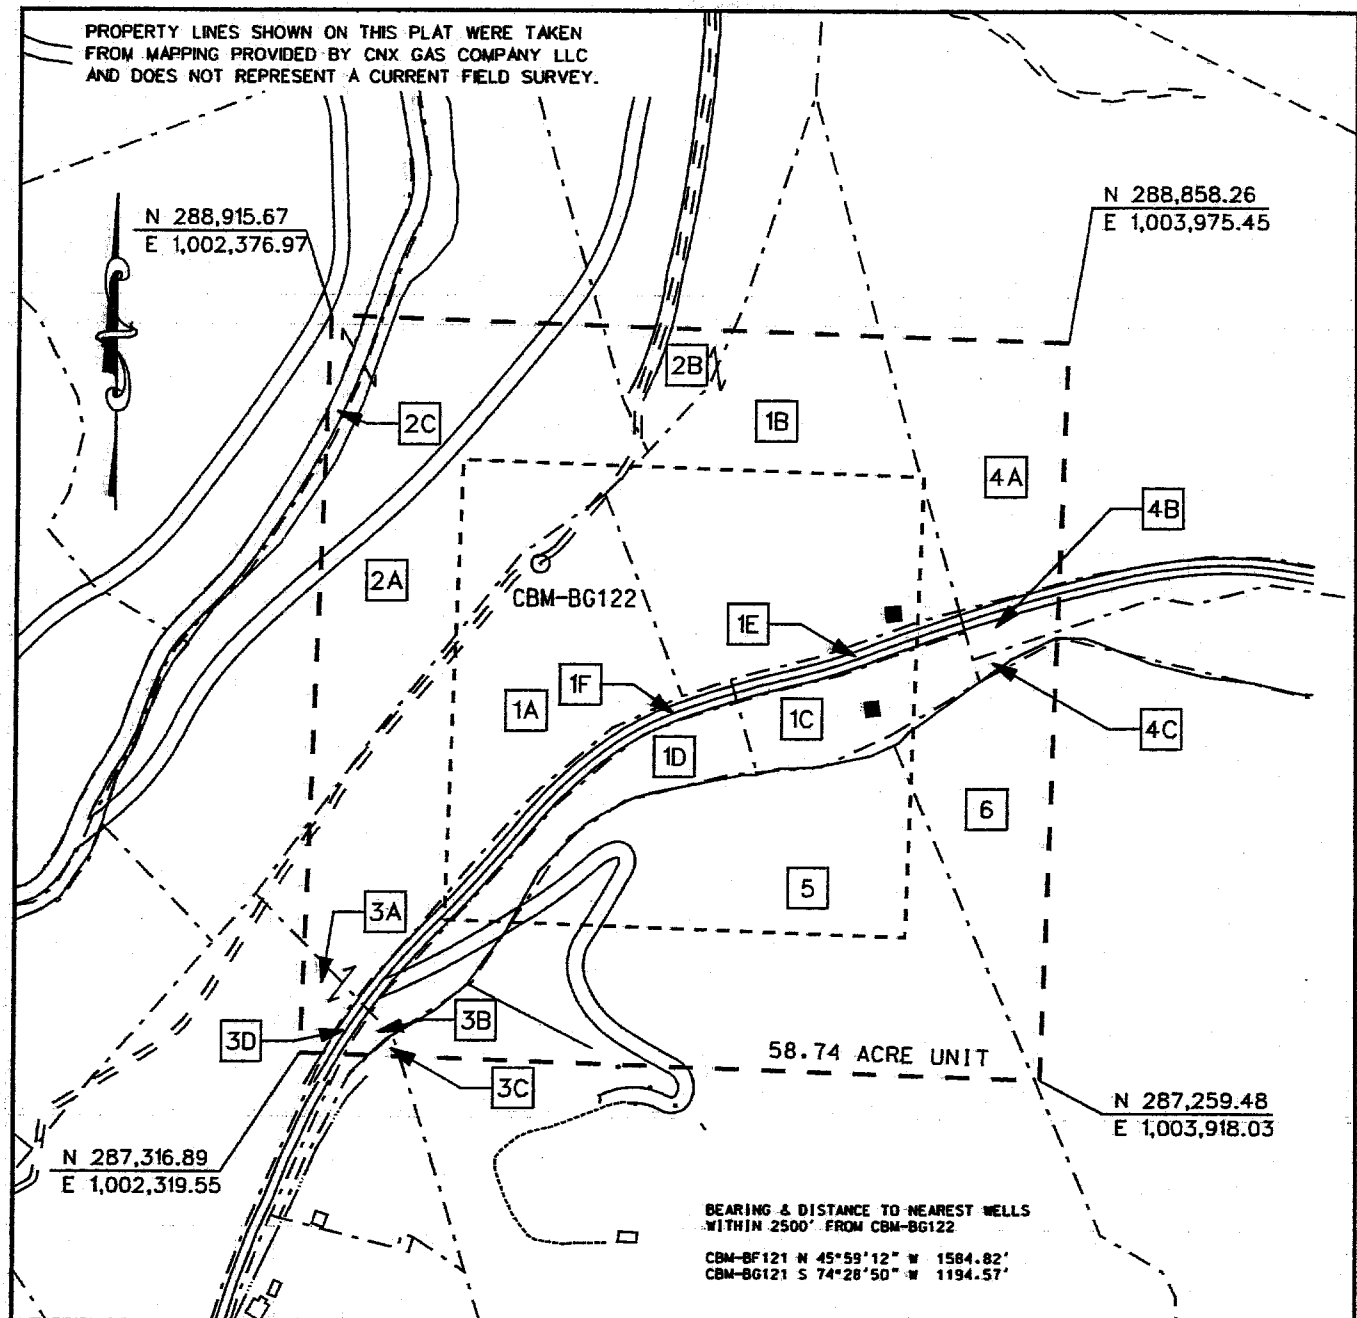 PROPERTY LINES SHOWN ON THIS PLAT WERE TAKEN
FROM MAPPING PROVIDED BY CNX GAS COMPANY LLC
AND DOES NOT REPRESENT A CURRENT FIELD SURVEY.
N 288,915.67
E 1,002,376.97
N 288,858.26
E 1,003,975.45
2B
2C
1B
4A
4B
2A
CBM-BG122
1E
1F
1A
1C
4C
1D
6
5
3A
3D
3B
58.74 ACRE UNIT
3C
N 287,259.48
E 1,003,918.03
N 287,316.89
E 1,002,319.55
BEARING & DISTANCE TO NEAREST WELLS
WITHIN 2500' FROM CBM-BG122
CBM-BF121 N 45°59'12" W 1584.82'
CBM-BG121 S 74°28'50" W 1194.57'